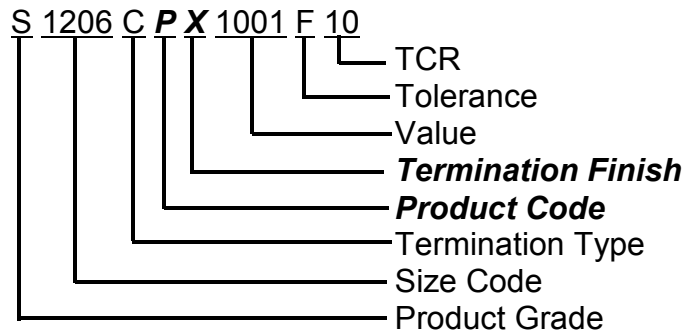 S 1206 C P X 1001 F 10
TCR
Tolerance
Value
Termination Finish
Product Code
Termination Type
Size Code
Product Grade